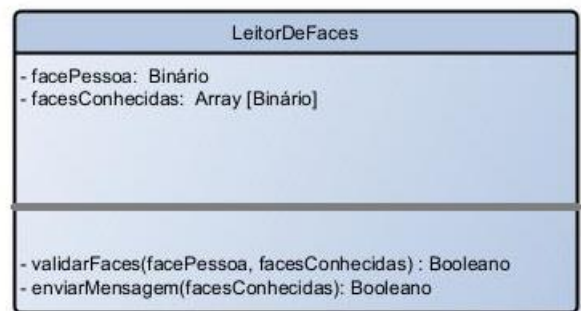 LeitorDeFaces
- facePessoa: Binário
- facesConhecidas: Array [Binário]
- validarFaces(facePessoa, facesConhecidas) : Booleano
- enviarMensagem(facesConhecidas): Booleano